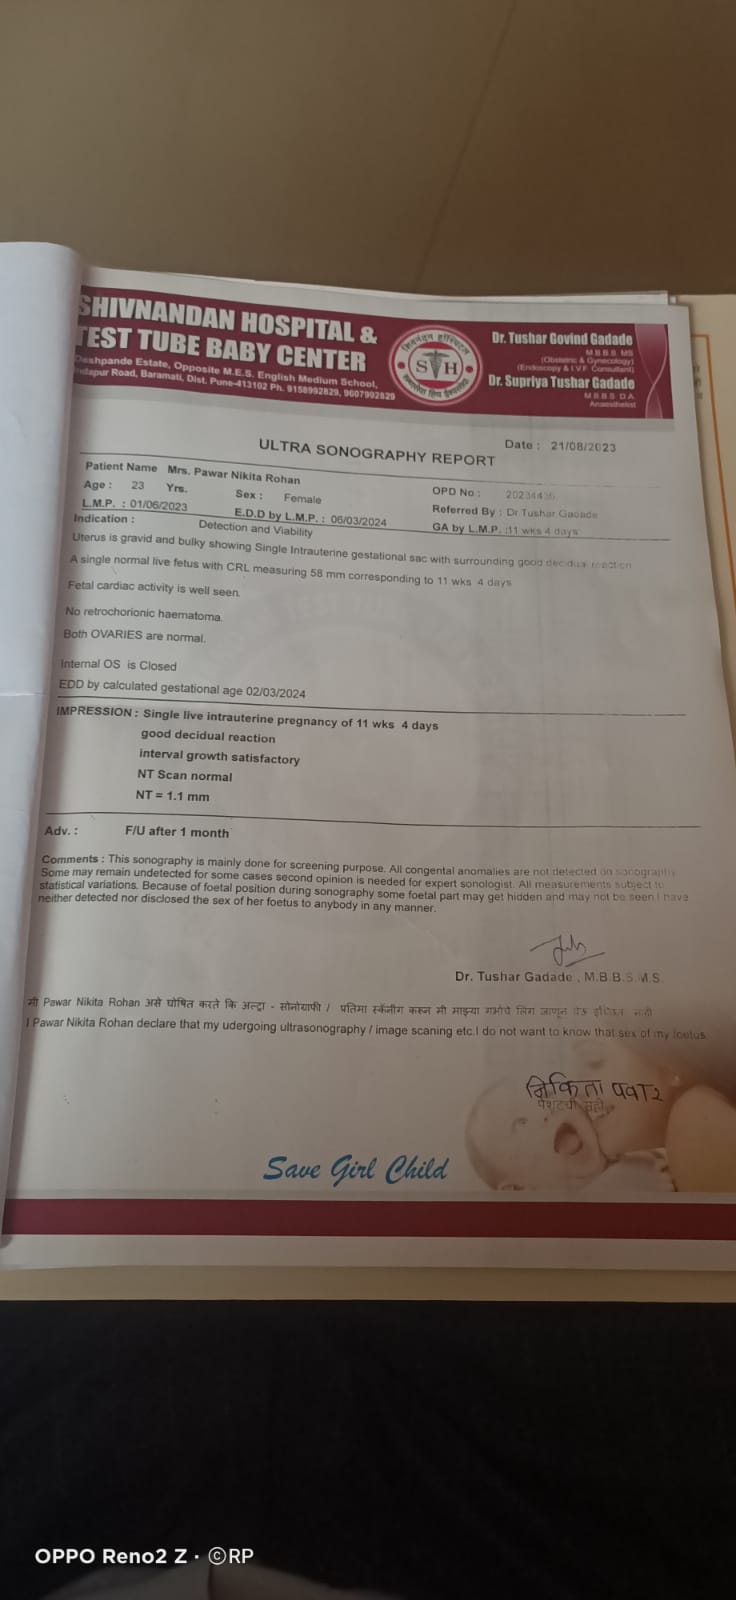 SHIVNANDAN HOSPITAL &
TEST TUBE BABY CENTER
Deshpande Estate, Opposite M.E.S. English Medium School,
Indapur Road, Baramati, Dist. Pune-413102 Ph. 9158992829, 9607902829
शिवनंदन हॉस्पिटल
S H
Dr. Tushar Govind Gadade
M.B.B.S. MS
(Obstetric & Gynecology)
(Endoscopy & I.V.F. Consultant)
Dr. Supriya Tushar Gadade
M.B.B.S. D.A.
Anaesthetist
ULTRA SONOGRAPHY REPORT
Date : 21/08/2023
Patient Name Mrs. Pawar Nikita Rohan
Age : 23 Yrs. Sex : Female OPD No : 20234436
L.M.P. : 01/06/2023 E.D.D by L.M.P. : 06/03/2024 Referred By : Dr Tushar Gadade
Indication : Detection and Viability GA by L.M.P. :11 wks 4 days
Uterus is gravid and bulky showing Single Intrauterine gestational sac with surrounding good decidua reaction
A single normal live fetus with CRL measuring 58 mm corresponding to 11 wks 4 days
Fetal cardiac activity is well seen.
No retrochorionic haematoma.
Both OVARIES are normal.
Internal OS is Closed
EDD by calculated gestational age 02/03/2024
IMPRESSION : Single live intrauterine pregnancy of 11 wks 4 days
good decidual reaction
interval growth satisfactory
NT Scan normal
NT = 1.1 mm
Adv. : F/U after 1 month
Comments : This sonography is mainly done for screening purpose. All congental anomalies are not detected on sonography.
Some may remain undetected for some cases second opinion is needed for expert sonologist. All measurements subject to
statistical variations. Because of foetal position during sonography some foetal part may get hidden and may not be seen I have
neither detected nor disclosed the sex of her foetus to anybody in any manner.
Dr. Tushar Gadade , M.B.B.S.M.S.
मी Pawar Nikita Rohan असे घोषित करते कि अल्ट्रा - सोनोग्राफी / प्रतिमा स्कॅनींग करून मी माझ्या गर्भाचे लिंग जाणून घेऊ इच्छित नाही
I Pawar Nikita Rohan declare that my udergoing ultrasonography / image scaning etc.I do not want to know that sex of my foetus.
निकिता पवार
पेशंटची सही
Save Girl Child
OPPO Reno2 Z · ©RP